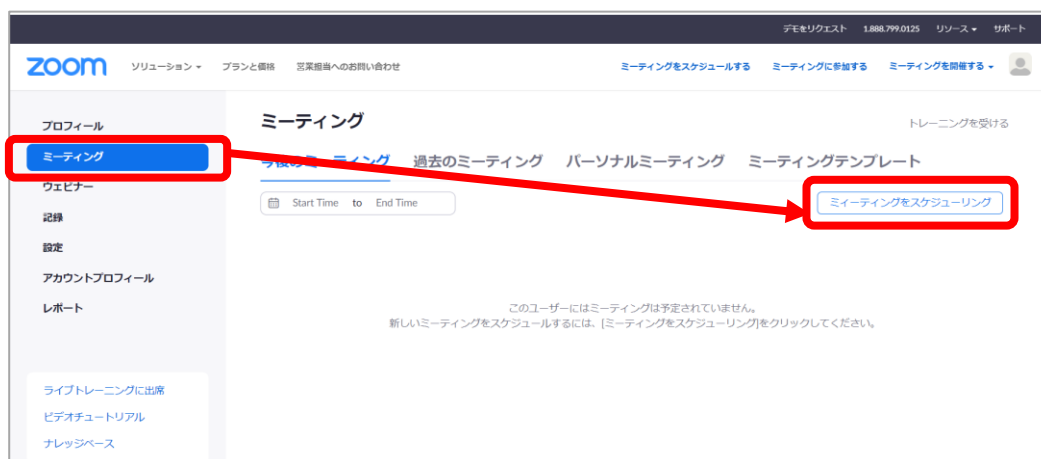 デモをリクエスト 1.888.799.0125 リソース サポート
zoom ソリューション プランと価格 営業担当へのお問い合わせ ミーティングをスケジュールする ミーティングに参加する ミーティングを開催する
プロフィール
ミーティング
ウェビナー
記録
設定
アカウントプロフィール
レポート
ライブトレーニングに出席
ビデオチュートリアル
ナレッジベース
ミーティング
トレーニングを受ける
今後のミーティング 過去のミーティング パーソナルミーティング ミーティングテンプレート
Start Time to End Time
ミィーティングをスケジューリング
このユーザーにはミーティングは予定されていません。
新しいミーティングをスケジュールするには、[ミーティングをスケジューリング]をクリックしてください。